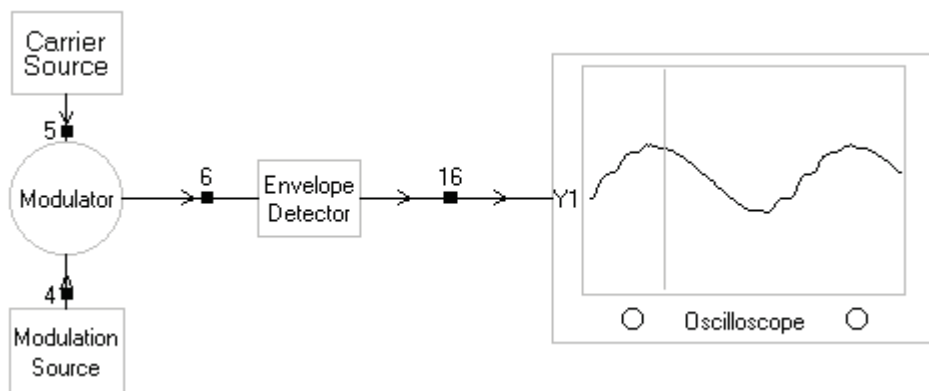 Carrier
Source
5
Modulator
6
Envelope
Detector
16
Y1
4
Modulation
Source
Oscilloscope